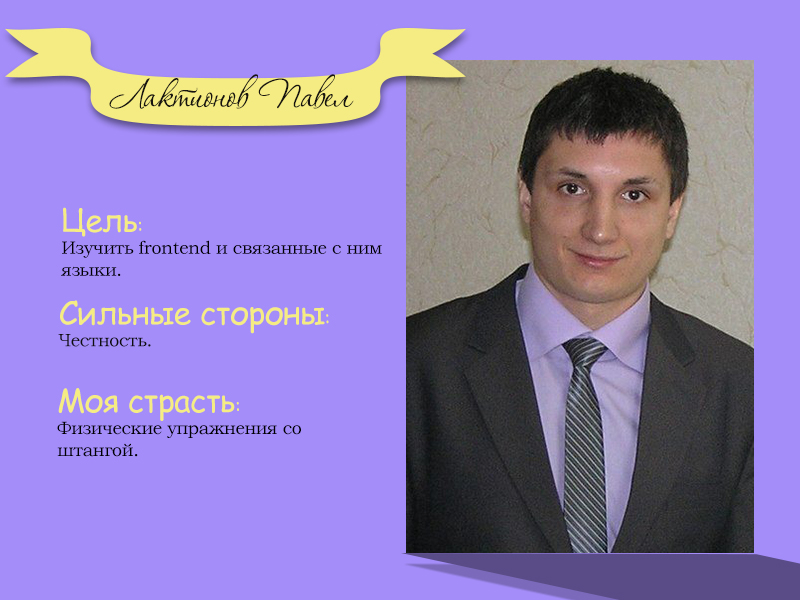 Лактионов Павел
Цель:
Изучить frontend и связанные с ним
языки.
Сильные стороны:
Честность.
Моя страсть:
Физические упражнения со
штангой.